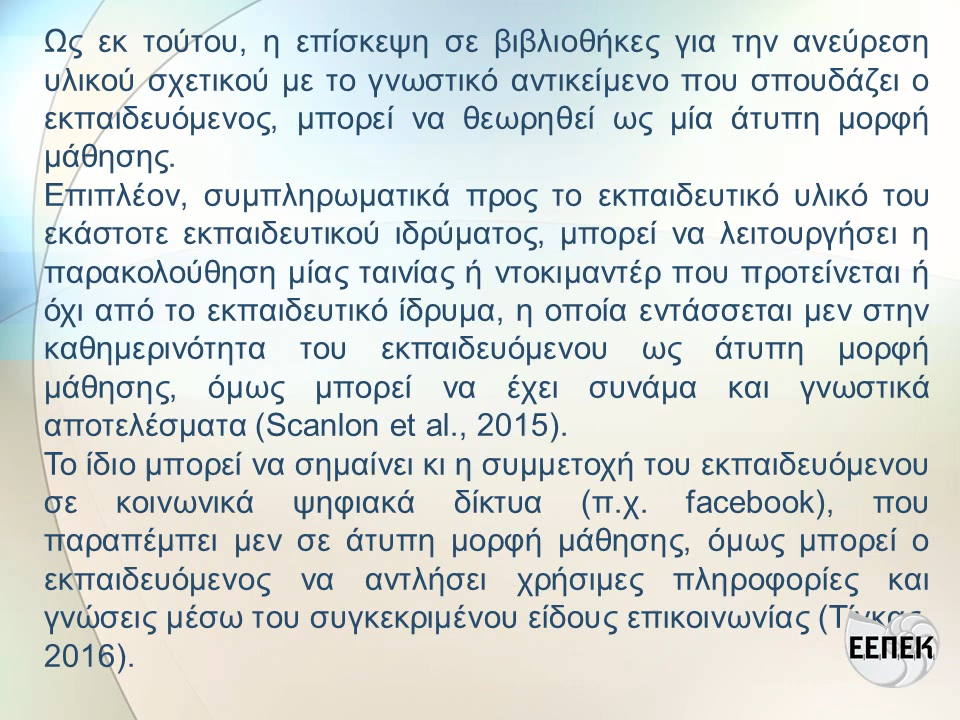 Ως εκ τούτου, η επίσκεψη σε βιβλιοθήκες για την ανεύρεση
υλικού σχετικού με το γνωστικό αντικείμενο που σπουδάζει ο
εκπαιδευόμενος, μπορεί να θεωρηθεί ως μία άτυπη μορφή
μάθησης.
Επιπλέον, συμπληρωματικά προς το εκπαιδευτικό υλικό του
εκάστοτε εκπαιδευτικού ιδρύματος, μπορεί να λειτουργήσει η
παρακολούθηση μίας ταινίας ή ντοκιμαντέρ που προτείνεται ή
όχι από το εκπαιδευτικό ίδρυμα, η οποία εντάσσεται μεν στην
καθημερινότητα του εκπαιδευόμενου ως άτυπη μορφή
μάθησης, όμως μπορεί να έχει συνάμα και γνωστικά
αποτελέσματα (Scanlon et al., 2015).
Το ίδιο μπορεί να σημαίνει κι η συμμετοχή του εκπαιδευόμενου
σε κοινωνικά ψηφιακά δίκτυα (π.χ. facebook), που
παραπέμπει μεν σε άτυπη μορφή μάθησης, όμως μπορεί ο
εκπαιδευόμενος να αντλήσει χρήσιμες πληροφορίες και
γνώσεις μέσω του συγκεκριμένου είδους επικοινωνίας
2016).
ΕΕΠΕΚ